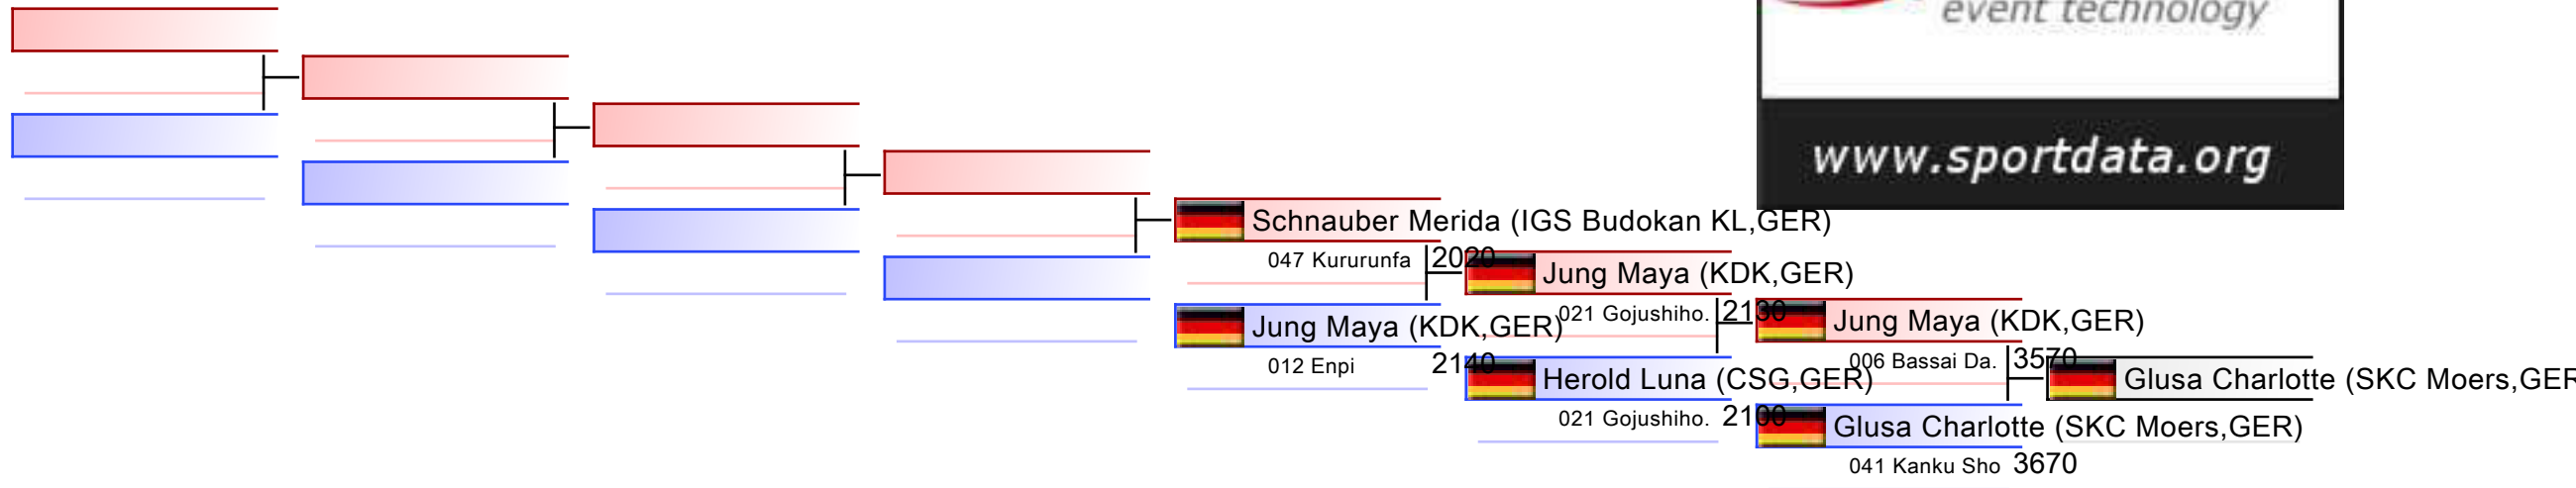 event technology
www.sportdata.org
Schnauber Merida (IGS Budokan KL,GER)
047 Kururunfa 2020
Jung Maya (KDK,GER)
012 Enpi 2140
Jung Maya (KDK,GER)
021 Gojushiho. 2130
Herold Luna (CSG,GER)
021 Gojushiho. 2100
Jung Maya (KDK,GER)
006 Bassai Da. 3570
Glusa Charlotte (SKC Moers,GER)
041 Kanku Sho 3670
Glusa Charlotte (SKC Moers,GER